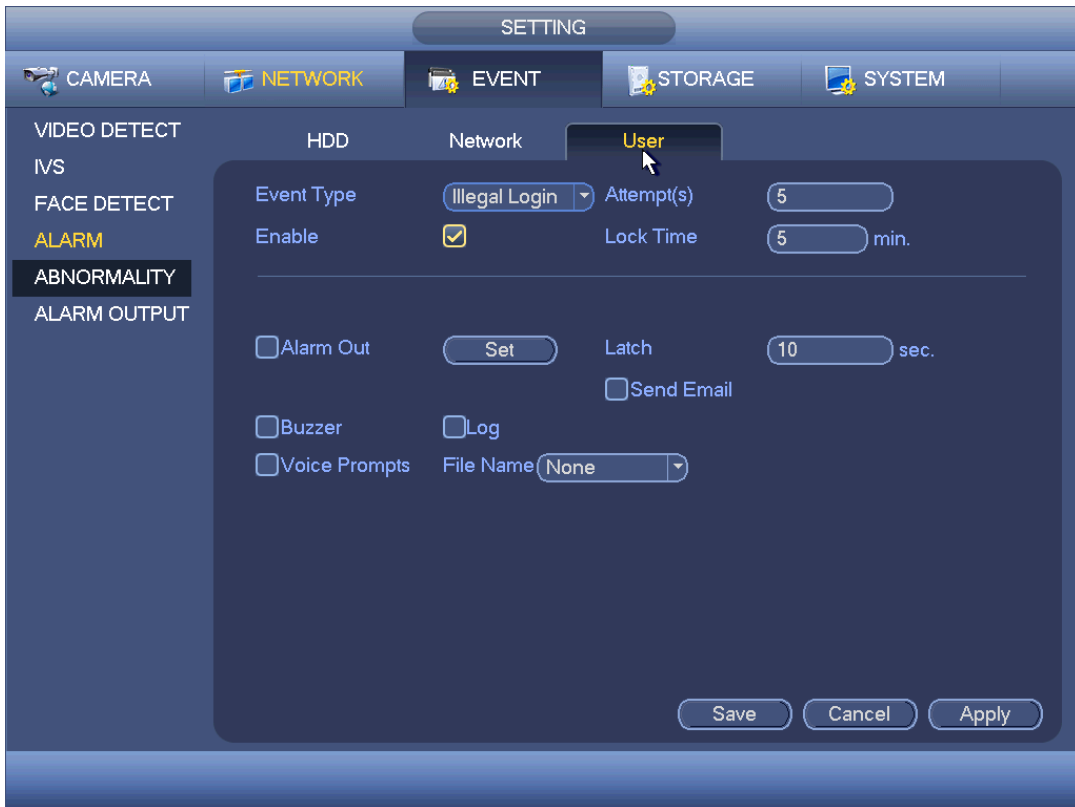 SETTING
CAMERA NETWORK EVENT STORAGE SYSTEM
VIDEO DETECT
IVS
FACE DETECT
ALARM
ABNORMALITY
ALARM OUTPUT
HDD Network User
Event Type Illegal Login Attempt(s) 5
Enable Lock Time 5 min.
Alarm Out Set Latch 10 sec.
Send Email
Buzzer Log
Voice Prompts File Name None
Save Cancel Apply